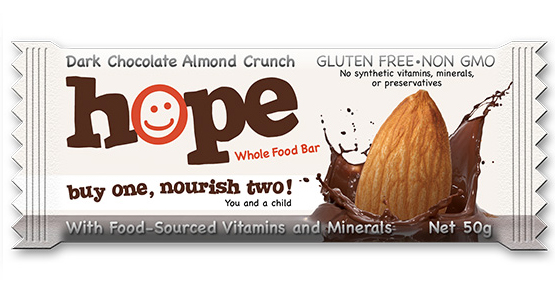 Dark Chocolate Almond Crunch
GLUTEN FREE•NON GMO
No synthetic vitamins, minerals,
or preservatives
hope
Whole Food Bar
buy one, nourish two!
You and a child
With Food-Sourced Vitamins and Minerals
Net 50g